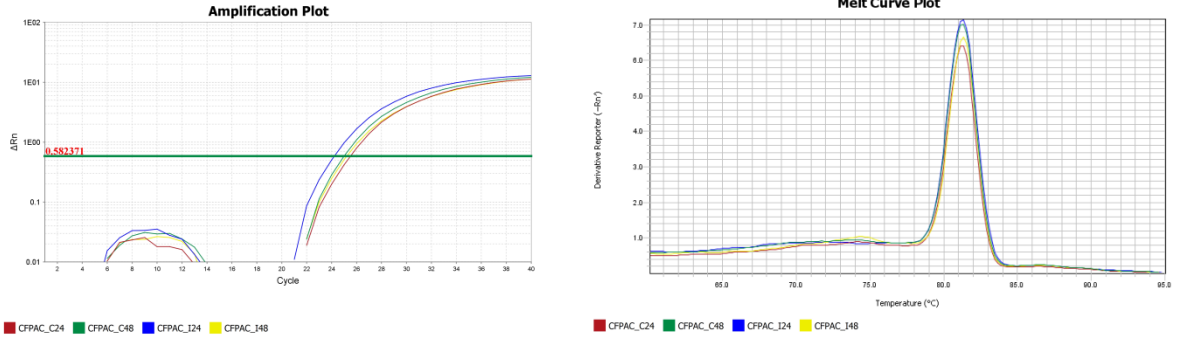 Amplification Plot
1E02
1E01
1E00
0.1
0.01
ΔRn
0.582371
2 4 6 8 10 12 14 16 18 20 22 24 26 28 30 32 34 36 38 40
Cycle
CFPAC_C24 CFPAC_C48 CFPAC_I24 CFPAC_I48
Melt Curve Plot
7.0
6.0
5.0
4.0
3.0
2.0
1.0
Derivative Reporter (-Rn')
65.0 70.0 75.0 80.0 85.0 90.0 95.0
Temperature (°C)
CFPAC_C24 CFPAC_C48 CFPAC_I24 CFPAC_I48